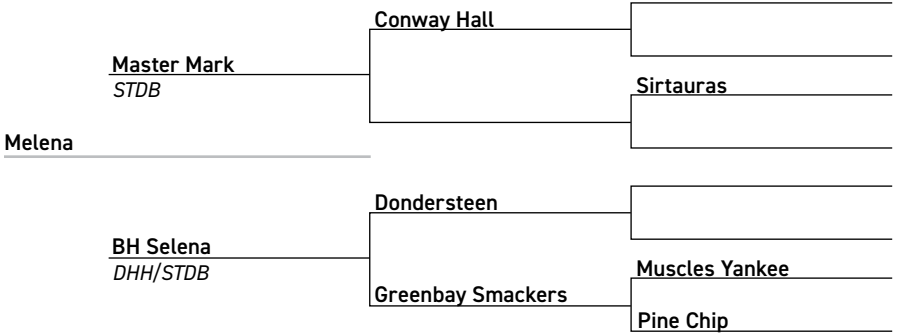 Conway Hall
Master Mark
STDB
Sirtauras
Melena
Dondersteen
BH Selena
DHH/STDB
Muscles Yankee
Greenbay Smackers
Pine Chip